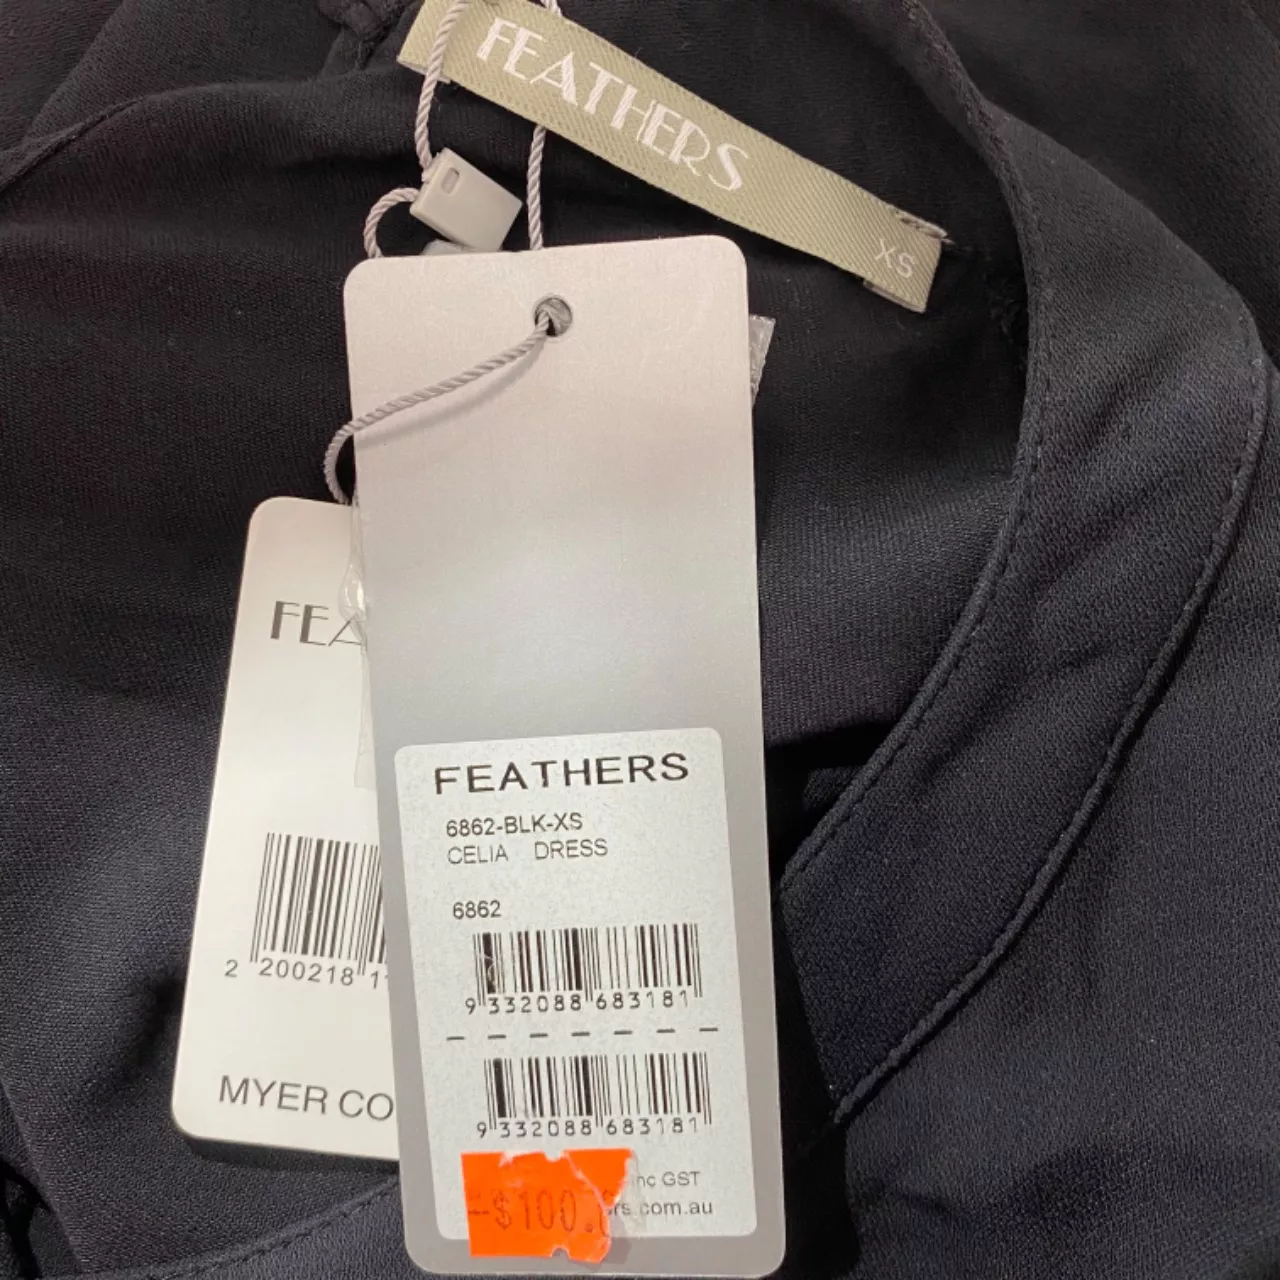 FEATHERS
XS
FEA
2 200218 1
MYER CO
FEATHERS
6862-BLK-XS
CELIA DRESS
6862
9 332088 683181
9 332088 683181
inc GST
rs.com.au
$100.